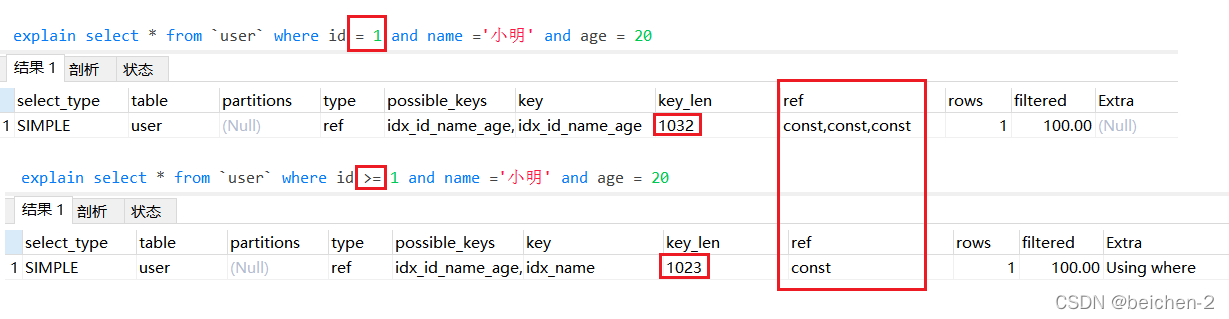 explain select * from `user` where id = 1 and name ='小明' and age = 20
结果 1 剖析 状态
select_type table partitions type possible_keys key key_len ref rows filtered Extra
1 SIMPLE user (Null) ref idx_id_name_age, idx_id_name_age 1032 const,const,const 1 100.00 (Null)
explain select * from `user` where id >= 1 and name ='小明' and age = 20
结果 1 剖析 状态
select_type table partitions type possible_keys key key_len ref rows filtered Extra
1 SIMPLE user (Null) ref idx_id_name_age, idx_name 1023 const 1 100.00 Using where
CSDN @beichen-2